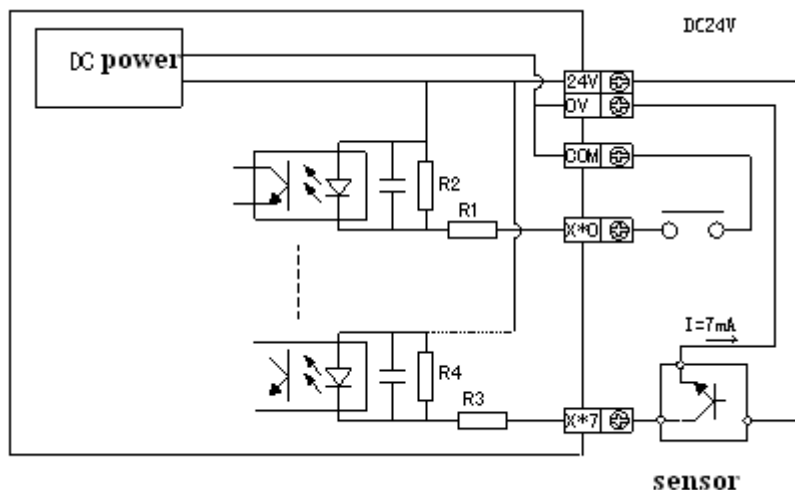 DC24V
DC power
24V
0V
COM
R2
R1
X*0
I=7mA
R4
R3
X*7
sensor